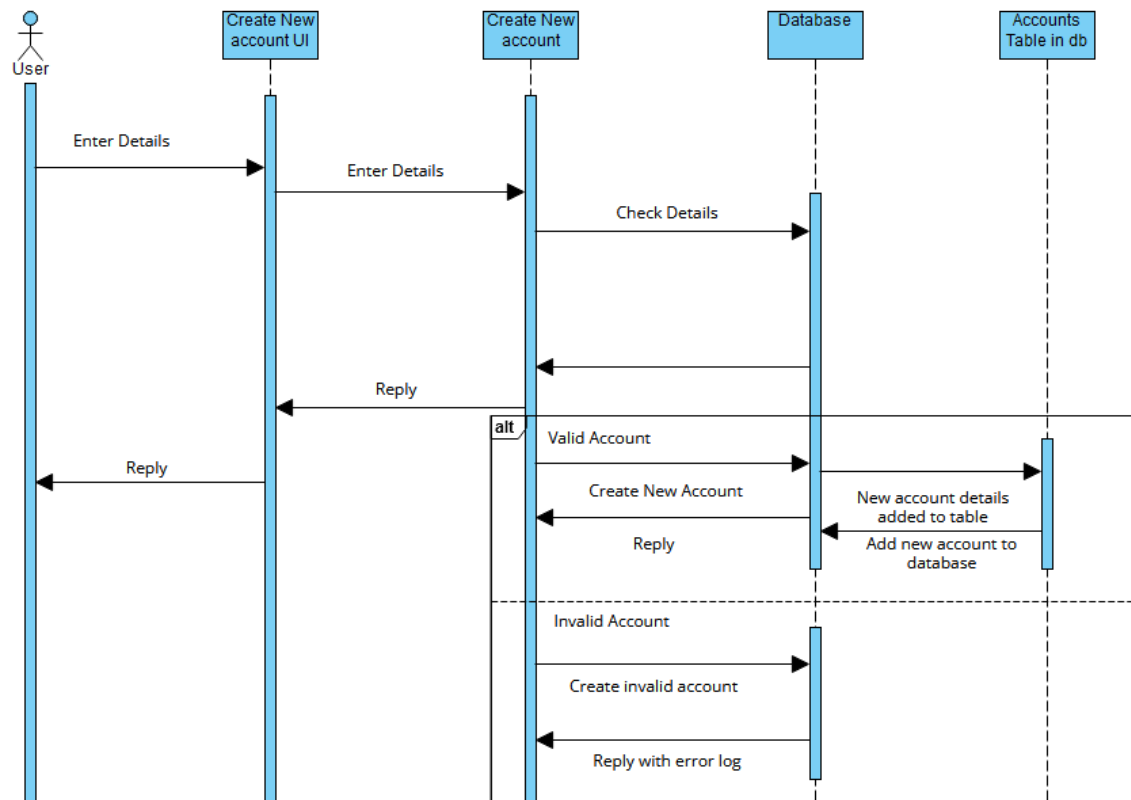 User
Create New
account UI
Create New
account
Database
Accounts
Table in db
Enter Details
Enter Details
Check Details
Reply
alt
Valid Account
Reply
Create New Account
New account details
added to table
Reply
Add new account to
database
Invalid Account
Create invalid account
Reply with error log